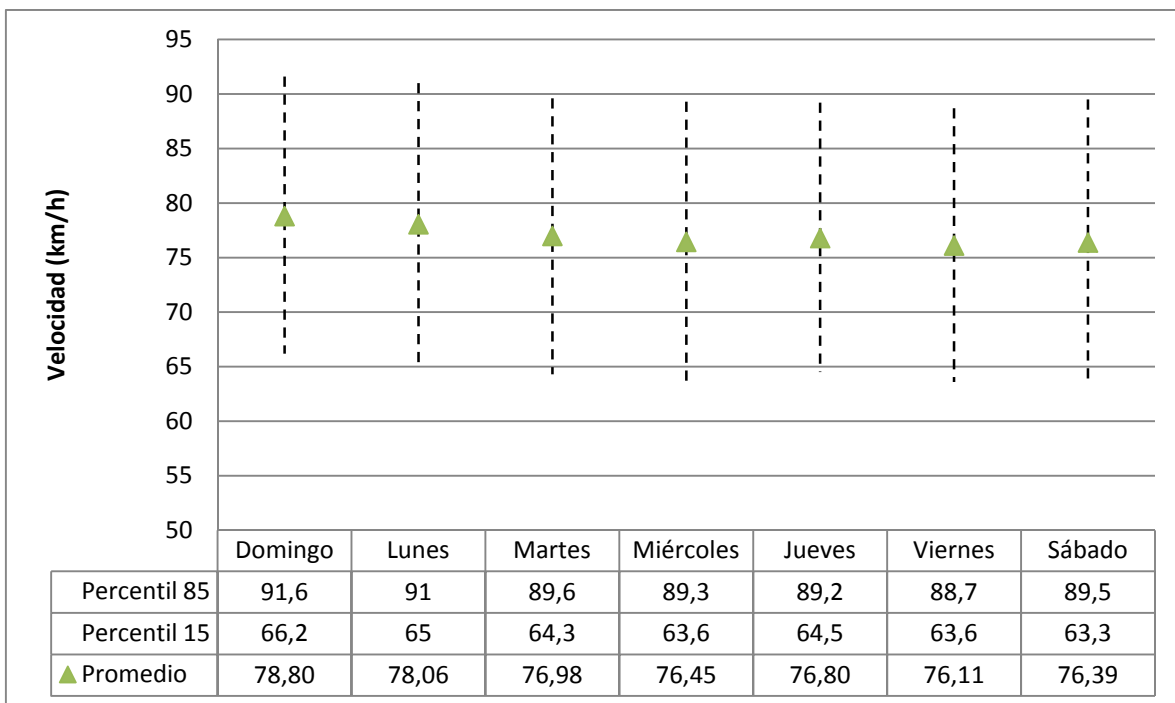 95
90
85
80
75
70
65
60
55
50
Velocidad (km/h)
Domingo Lunes Martes Miércoles Jueves Viernes Sábado
Percentil 85 91,6 91 89,6 89,3 89,2 88,7 89,5
Percentil 15 66,2 65 64,3 63,6 64,5 63,6 63,3
Promedio 78,80 78,06 76,98 76,45 76,80 76,11 76,39